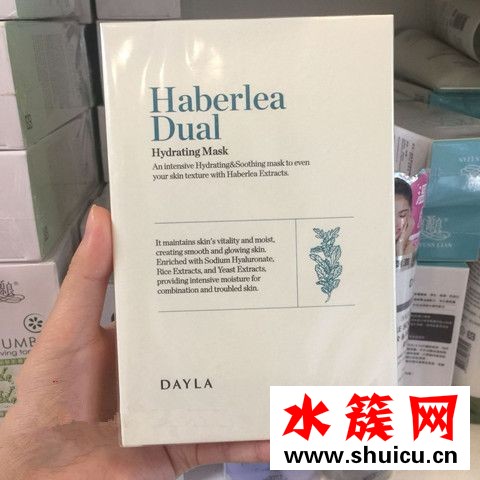 Haberlea
Dual
Hydrating Mask
An intensive Hydrating&Soothing mask to even
your skin texture with Haberlea Extracts.
It maintains skin's vitality and moist,
creating smooth and glowing skin.
Enriched with Sodium Hyaluronate,
Rice Extracts, and Yeast Extracts,
providing intensive moisture for
combination and troubled skin.
DAYLA
水簇网
www.shuicu.cn